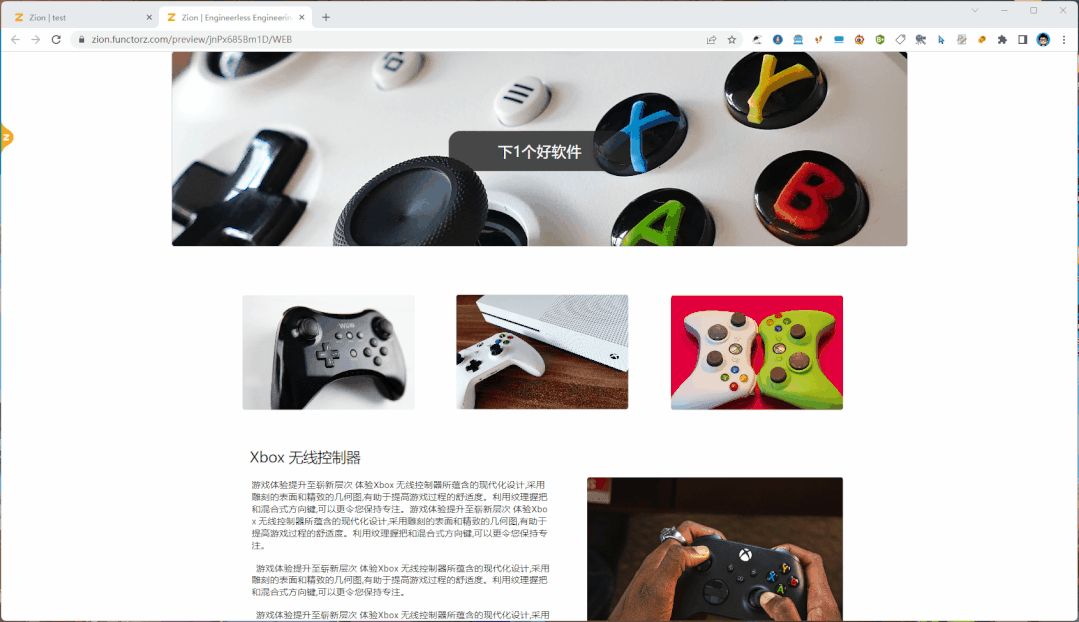 Zion | test
Zion | Engineerless Engineerin
zion.functorz.com/preview/jnPx685Bm1D/WEB
Y
X
下1个好软件
B
A
Wii U
Xbox 无线控制器
游戏体验提升至崭新层次 体验Xbox 无线控制器所蕴含的现代化设计,采用
雕刻的表面和精致的几何图,有助于提高游戏过程的舒适度。利用纹理握把
和混合式方向键,可以更令您保持专注。游戏体验提升至崭新层次 体验Xbo
x 无线控制器所蕴含的现代化设计,采用雕刻的表面和精致的几何图,有助于
提高游戏过程的舒适度。利用纹理握把和混合式方向键,可以更令您保持专
注。
游戏体验提升至崭新层次 体验Xbox 无线控制器所蕴含的现代化设计,采用
雕刻的表面和精致的几何图,有助于提高游戏过程的舒适度。利用纹理握把
和混合式方向键,可以更令您保持专注。
游戏体验提升至崭新层次 体验Xbox 无线控制器所蕴含的现代化设计,采用